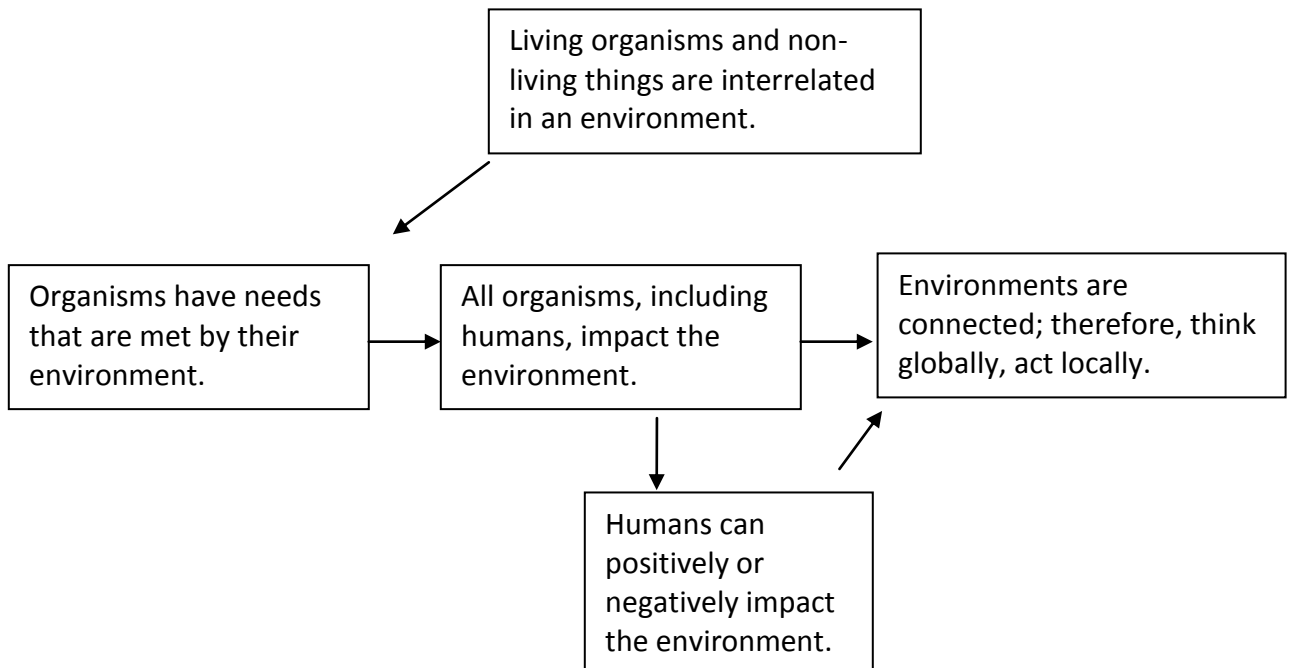 Living organisms and non-
living things are interrelated
in an environment.
Organisms have needs
that are met by their
environment.
All organisms, including
humans, impact the
environment.
Environments are
connected; therefore, think
globally, act locally.
Humans can
positively or
negatively impact
the environment.